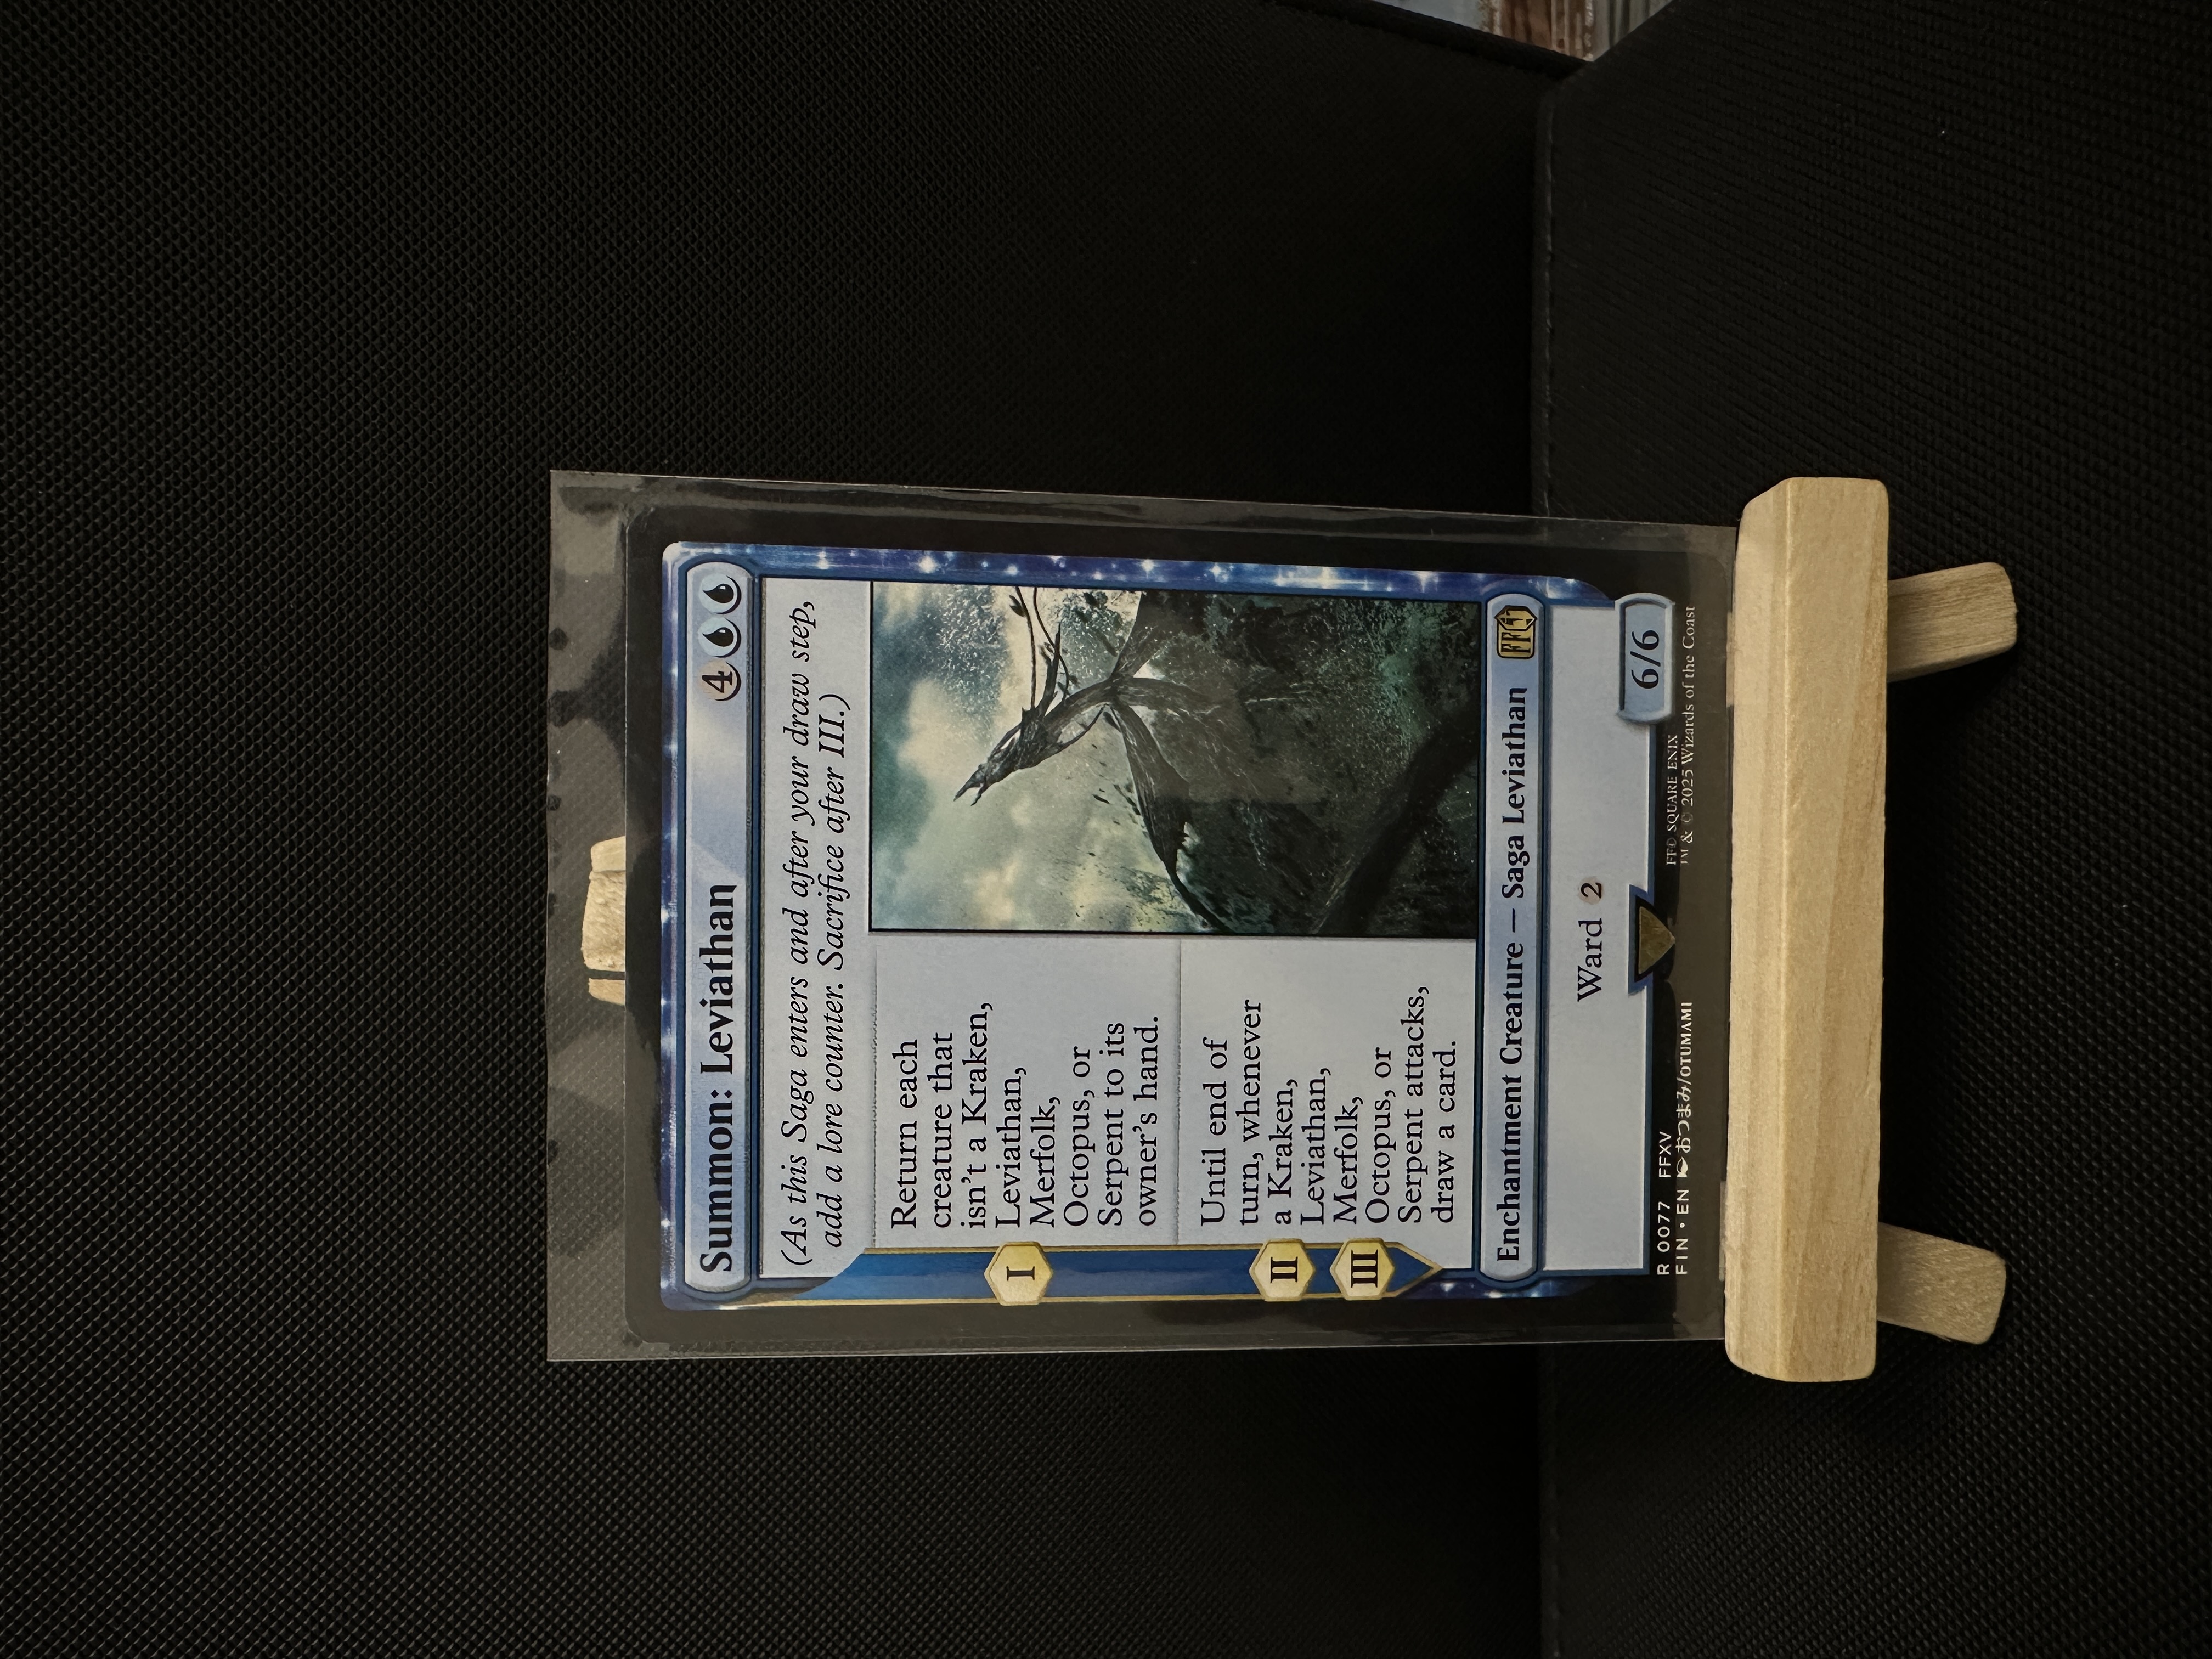 Summon: Leviathan 4
(As this Saga enters and after your draw step,
add a lore counter. Sacrifice after III.)
I
Return each
creature that
isn't a Kraken,
Leviathan,
Merfolk,
Octopus, or
Serpent to its
owner's hand.
II
III
Until end of
turn, whenever
a Kraken,
Leviathan,
Merfolk,
Octopus, or
Serpent attacks,
draw a card.
Enchantment Creature — Saga Leviathan FF
Ward 2
6/6
R 0077 FFXV
FIN • EN おつまみ/OTUMAMI
FF© SQUARE ENIX
™ & © 2025 Wizards of the Coast